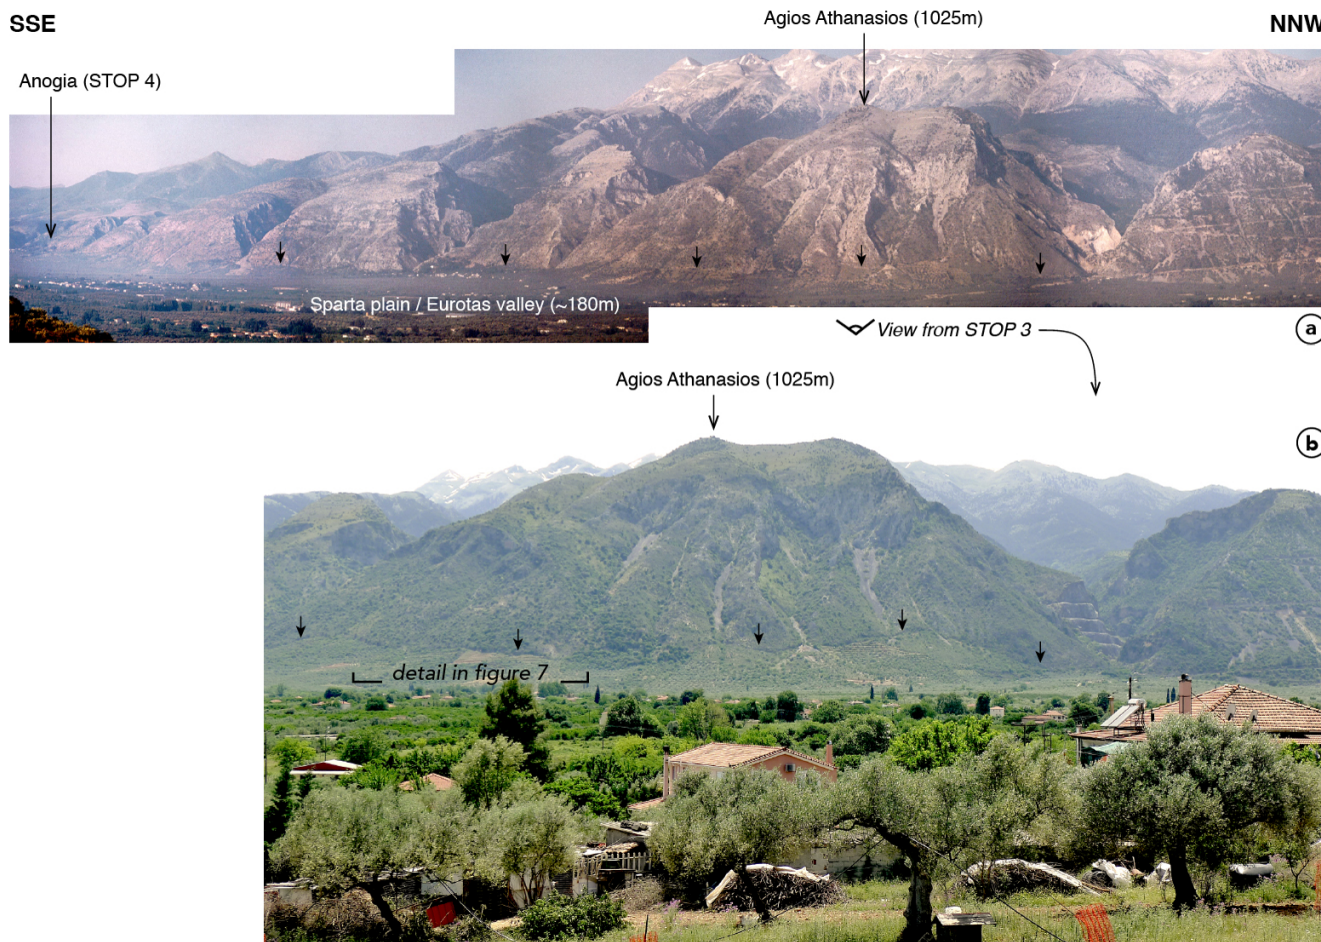 SSE
Agios Athanasios (1025m)
NNW
Anogia (STOP 4)
Sparta plain / Eurotas valley (~180m)
View from STOP 3
a
Agios Athanasios (1025m)
b
detail in figure 7